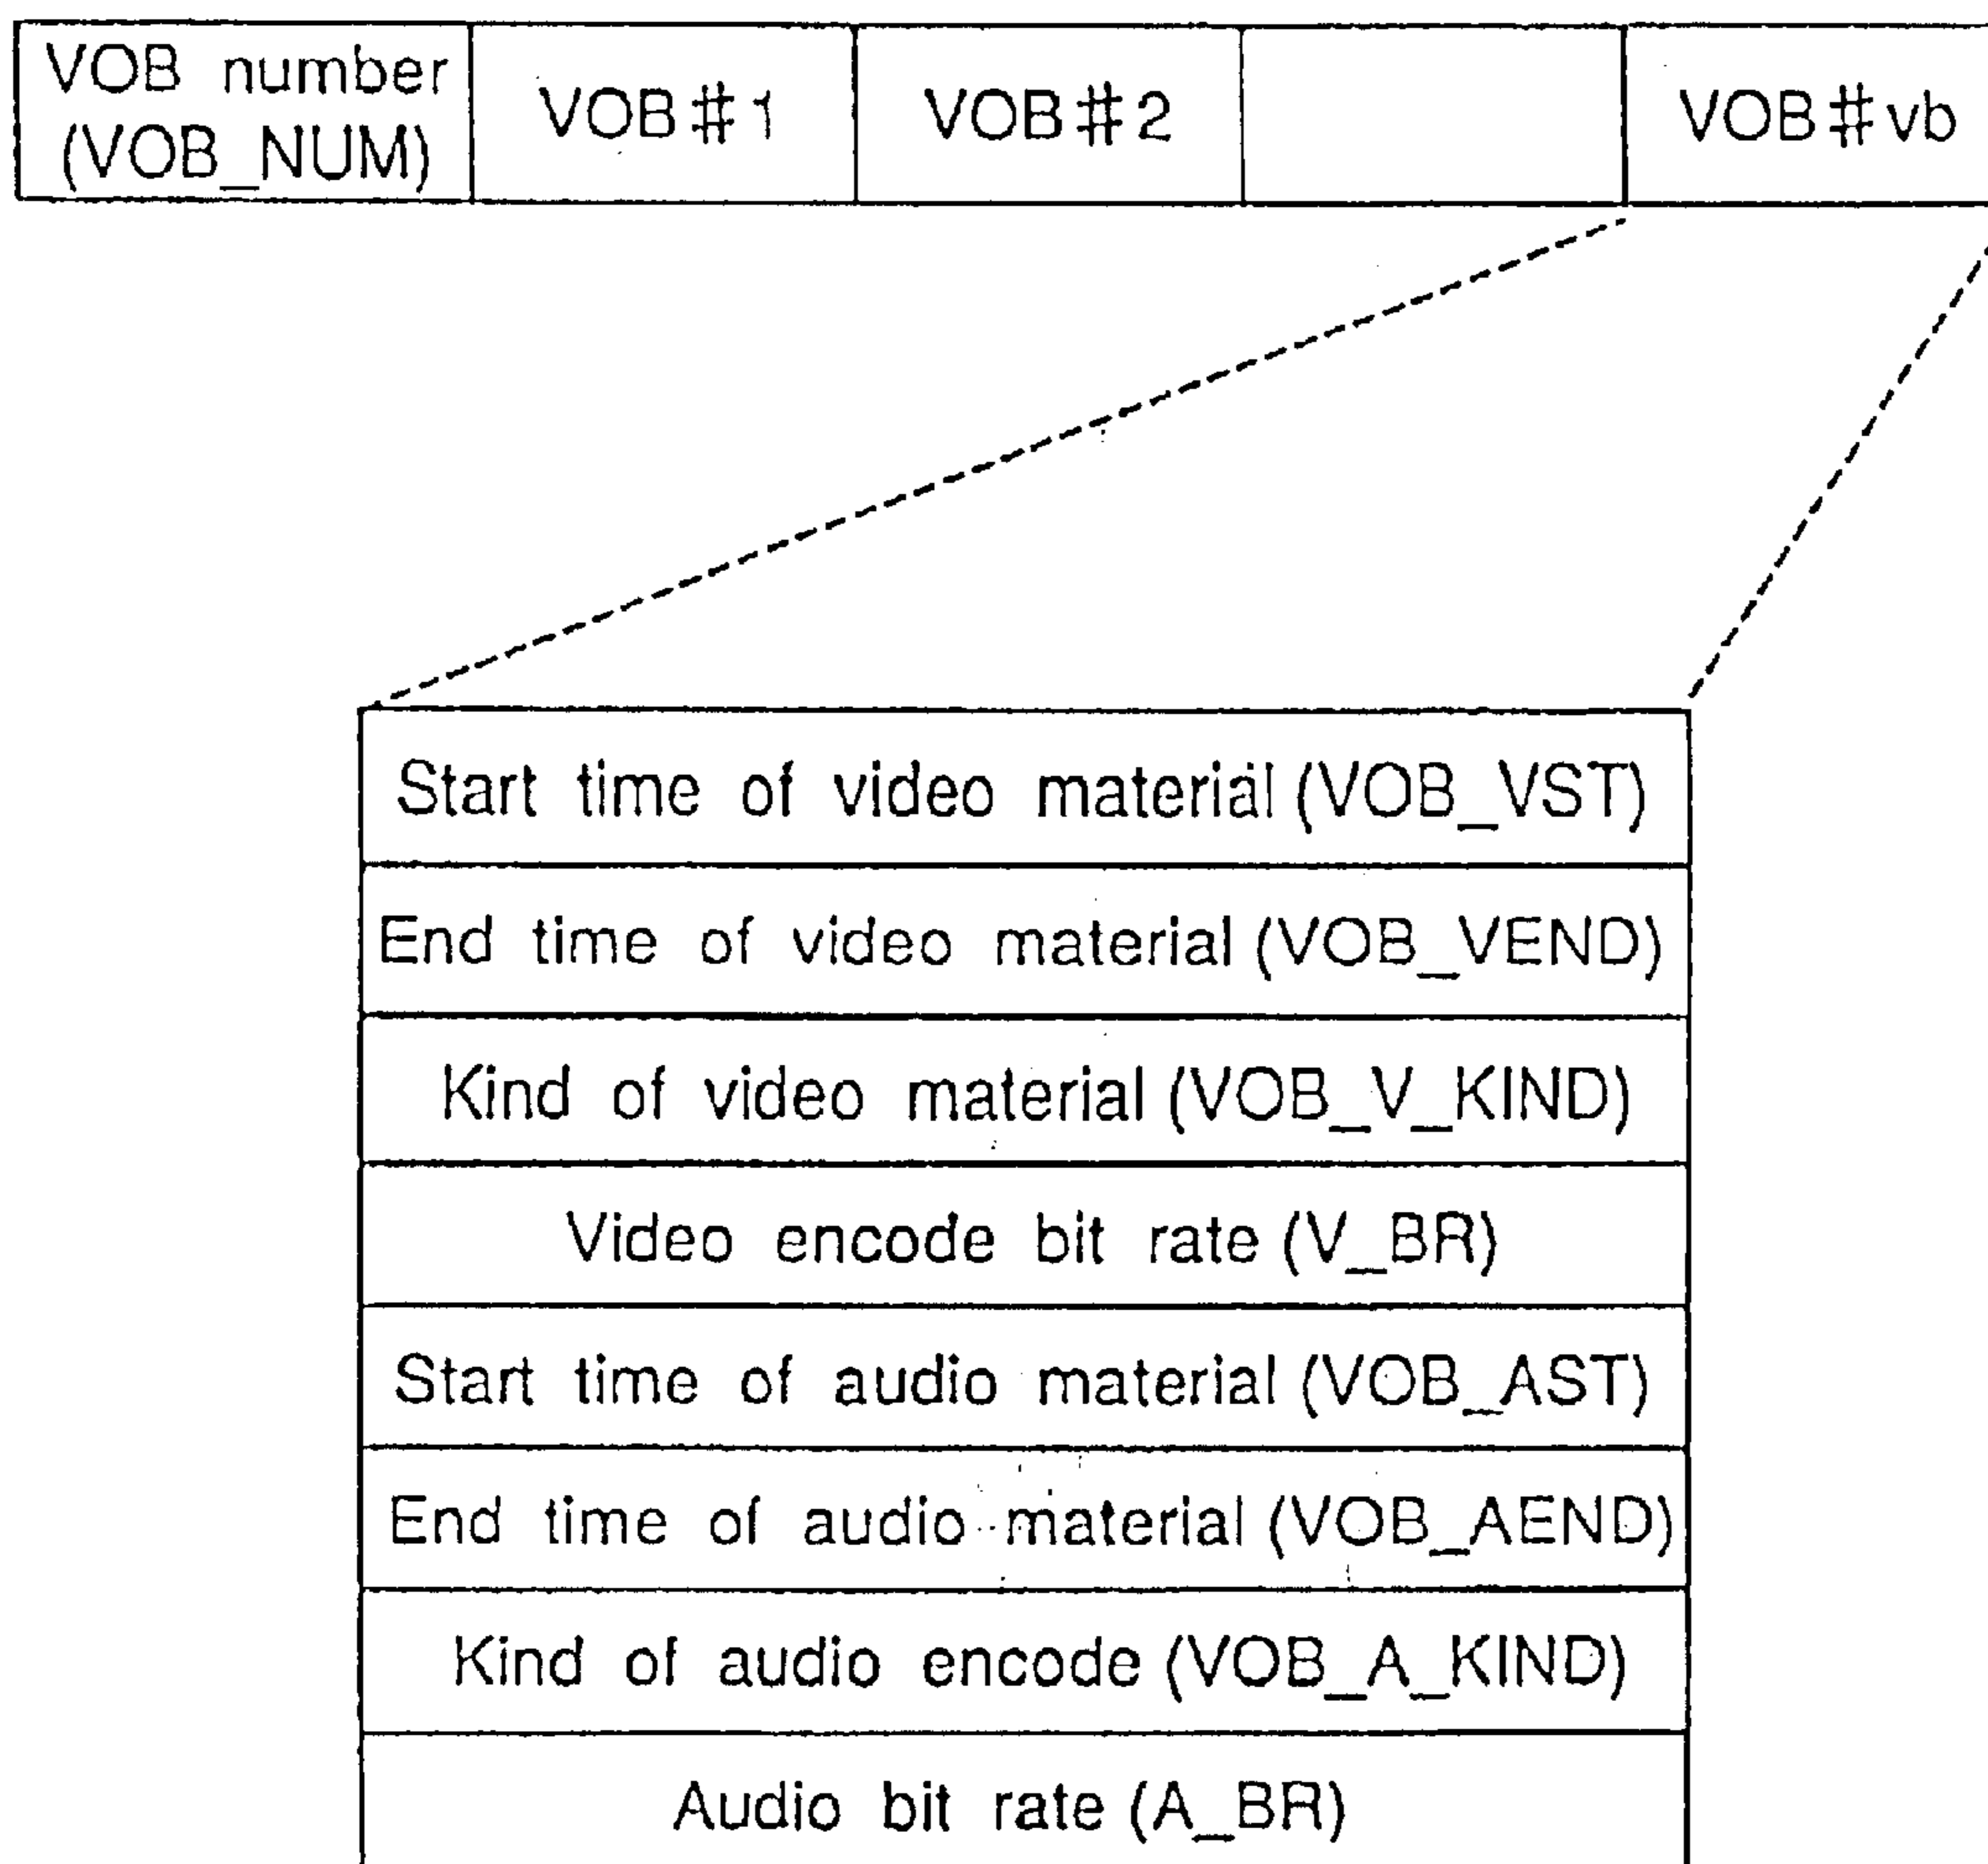 VOB number
(VOB_NUM)
VOB#1
VOB#2
VOB#vb
Start time of video material (VOB_VST)
End time of video material (VOB_VEND)
Kind of video material (VOB_V_KIND)
Video encode bit rate (V_BR)
Start time of audio material (VOB_AST)
End time of audio material (VOB_AEND)
Kind of audio encode (VOB_A_KIND)
Audio bit rate (A_BR)